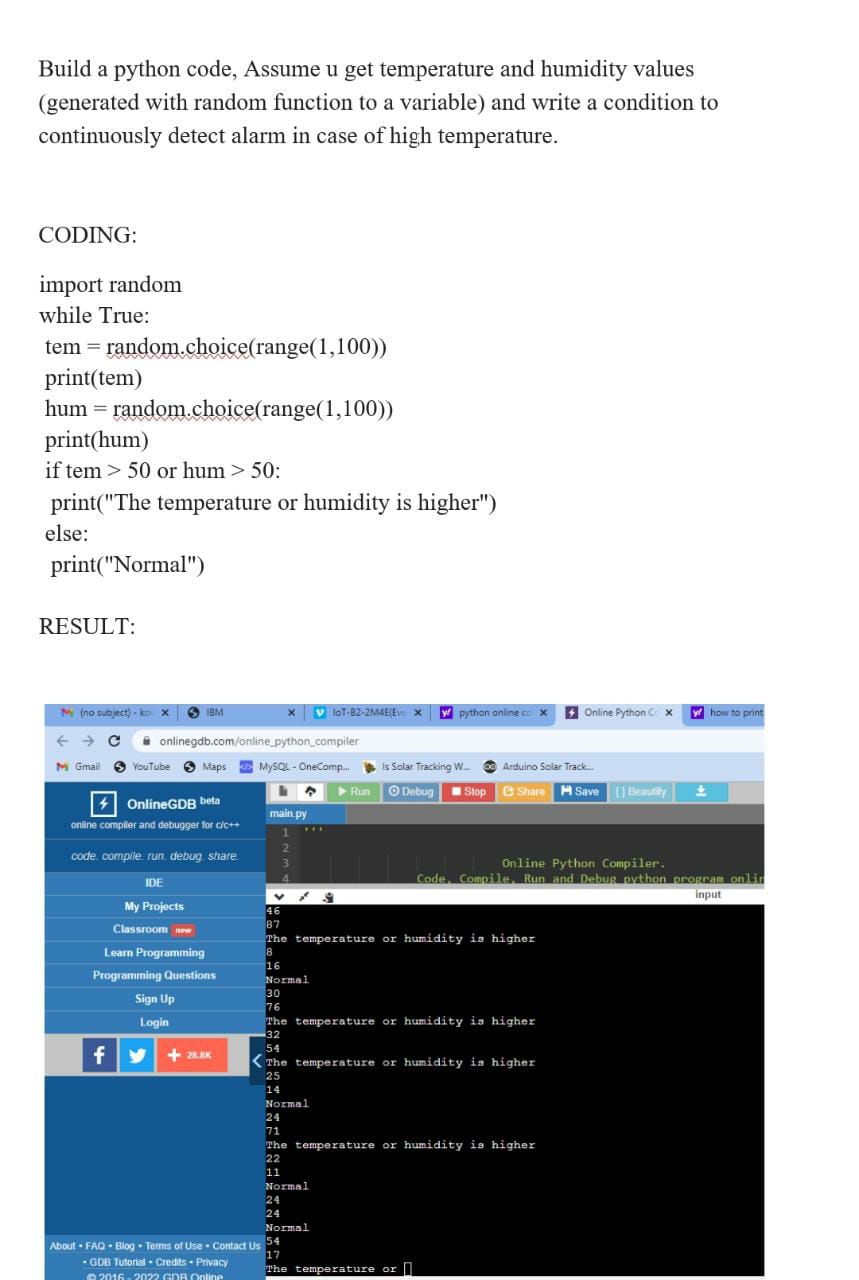 Build a python code, Assume u get temperature and humidity values
(generated with random function to a variable) and write a condition to
continuously detect alarm in case of high temperature.
CODING:
import random
while True:
tem = random.choice(range(1,100))
print(tem)
hum = random.choice(range(1,100))
print(hum)
if tem > 50 or hum > 50:
print("The temperature or humidity is higher")
else:
print("Normal")
RESULT:
(no subject) - ko x IBM x IoT-B2-2M4E(Eve x python online co x Online Python C x how to print
onlinegdb.com/online_python_compiler
Gmail YouTube Maps MySQL - OneComp... Is Solar Tracking W... Arduino Solar Track...
OnlineGDB beta
online compiler and debugger for c/c++
code. compile. run. debug. share.
IDE
My Projects
Classroom new
Learn Programming
Programming Questions
Sign Up
Login
28.8K
About • FAQ • Blog • Terms of Use • Contact Us
• GDB Tutorial • Credits • Privacy
© 2016 - 2022 GDB Online
Run Debug Stop Share Save { } Beautify
main.py
1 '''
2
3 Online Python Compiler.
4 Code, Compile, Run and Debug python program onlin
input
46
87
The temperature or humidity is higher
8
16
Normal
30
76
The temperature or humidity is higher
32
54
The temperature or humidity is higher
25
14
Normal
24
71
The temperature or humidity is higher
22
11
Normal
24
24
Normal
54
17
The temperature or